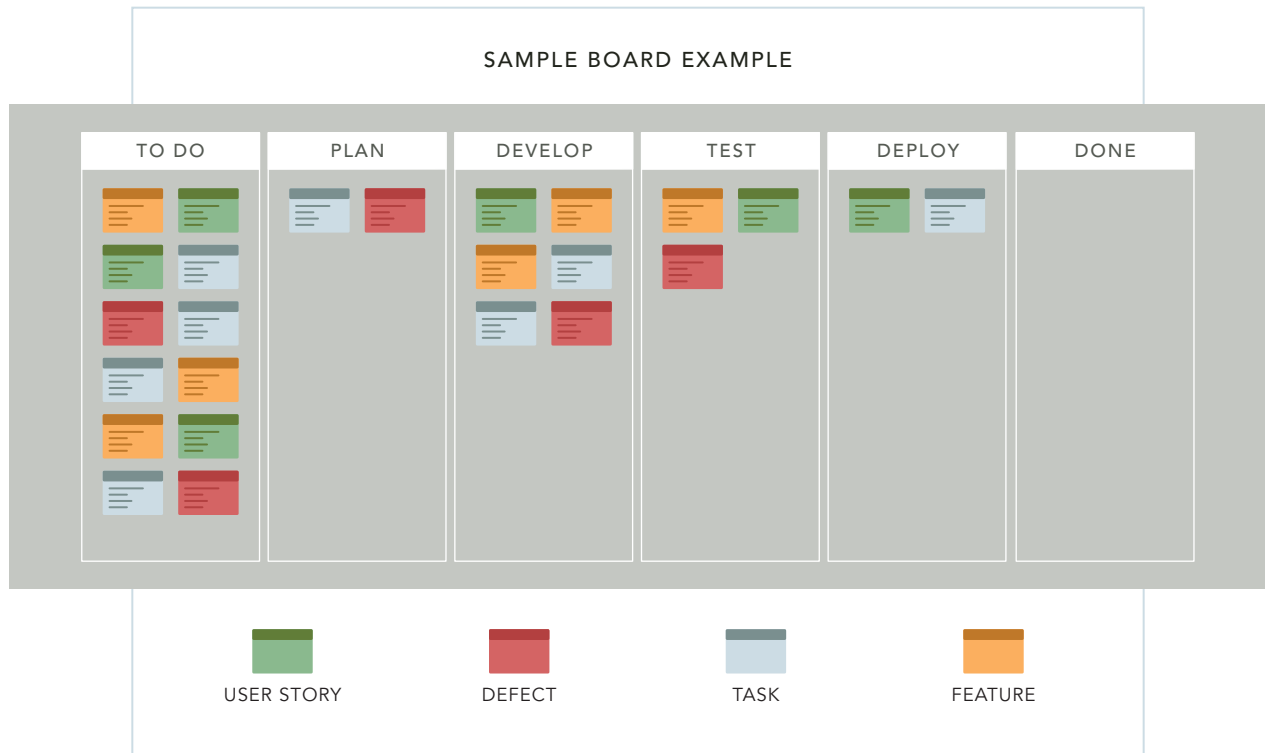 SAMPLE BOARD EXAMPLE
TO DO
PLAN
DEVELOP
TEST
DEPLOY
DONE
USER STORY
DEFECT
TASK
FEATURE